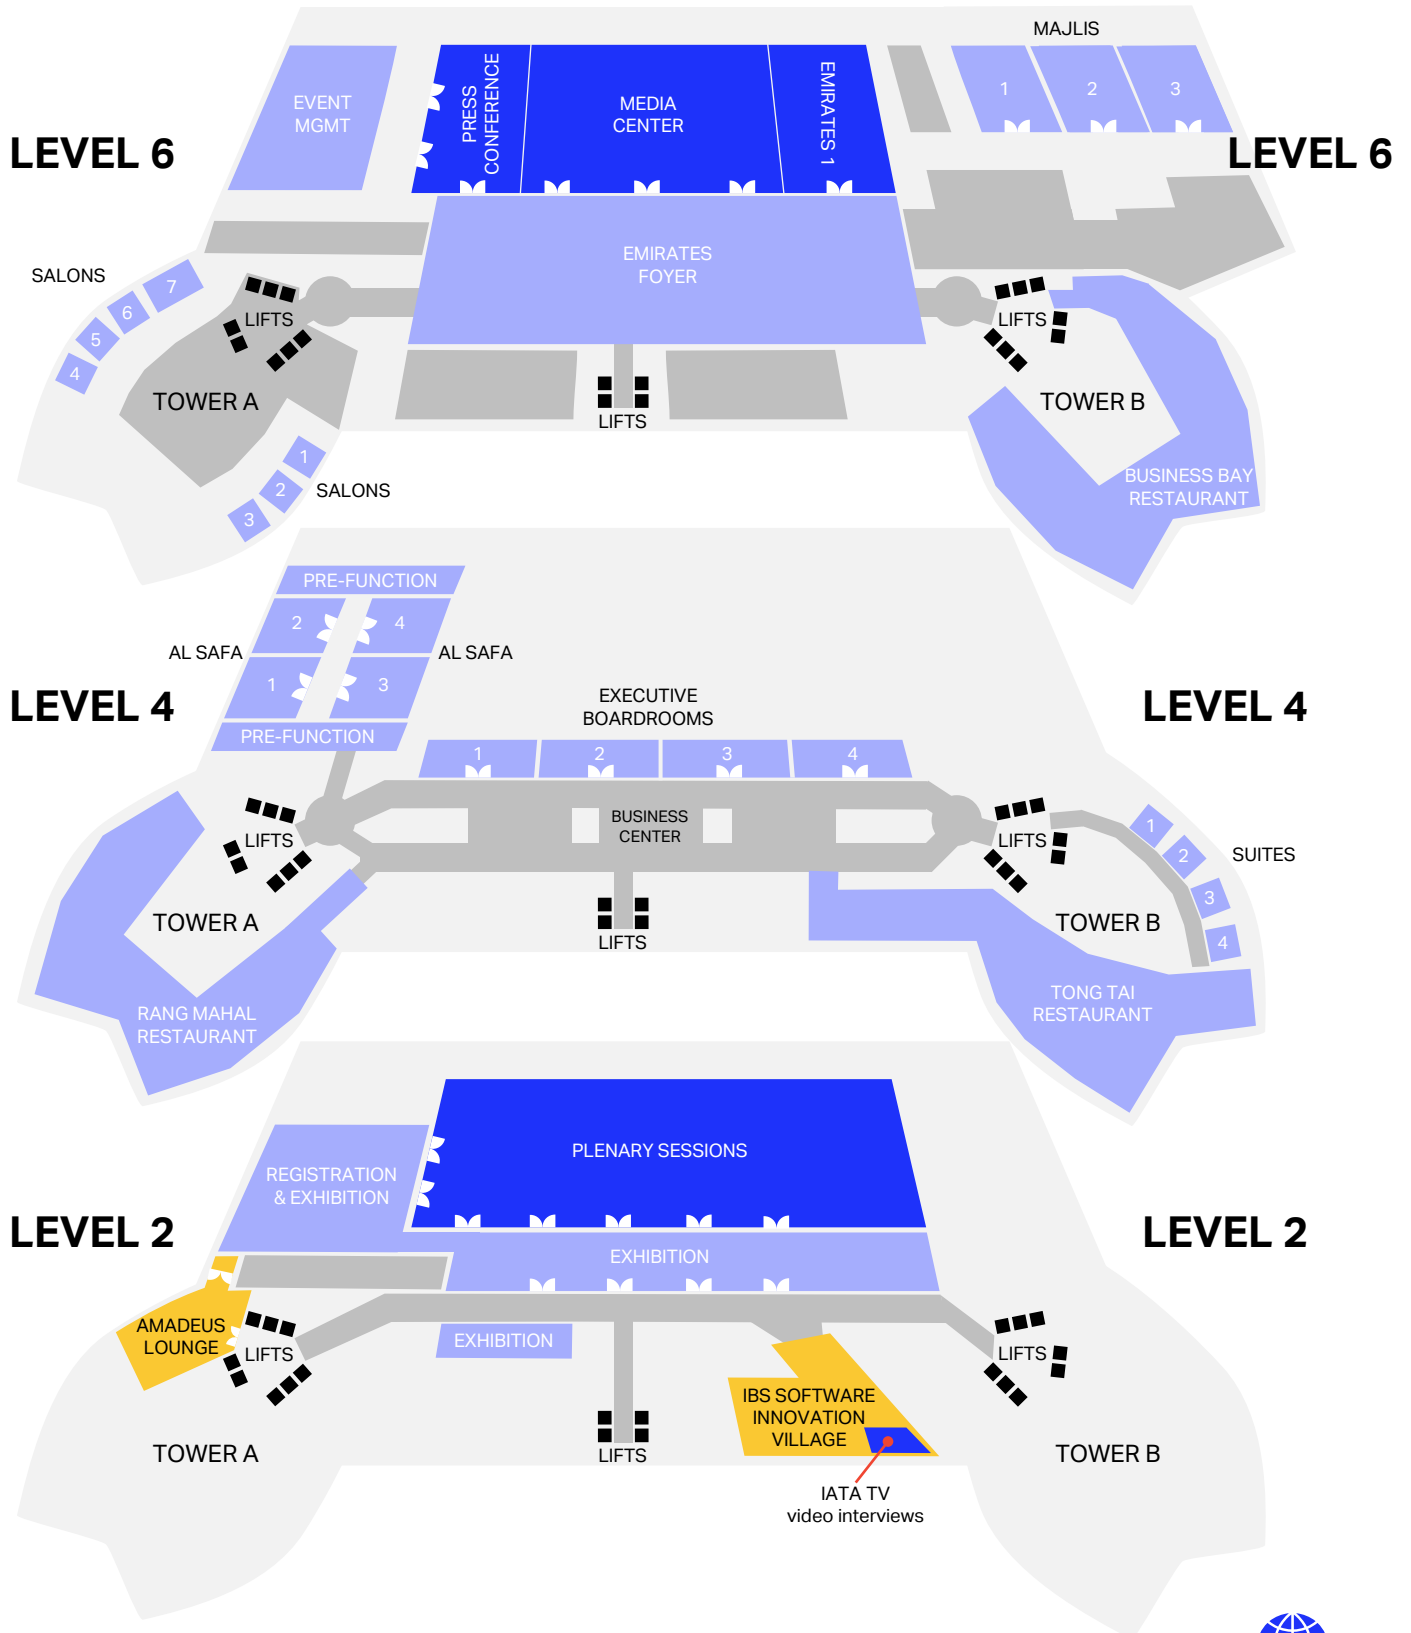 MAJLIS
EVENT
MGMT
PRESS
CONFERENCE
MEDIA
CENTER
EMIRATES 1
1
2
3
LEVEL 6
LEVEL 6
EMIRATES
FOYER
SALONS
7
6
5
4
LIFTS
LIFTS
TOWER A
TOWER B
LIFTS
1
2
3
SALONS
BUSINESS BAY
RESTAURANT
PRE-FUNCTION
2
4
AL SAFA
AL SAFA
1
3
PRE-FUNCTION
LEVEL 4
LEVEL 4
EXECUTIVE
BOARDROOMS
1
2
3
4
BUSINESS
CENTER
LIFTS
LIFTS
1
2
3
4
SUITES
TOWER A
TOWER B
LIFTS
RANG MAHAL
RESTAURANT
TONG TAI
RESTAURANT
PLENARY SESSIONS
REGISTRATION
& EXHIBITION
LEVEL 2
LEVEL 2
EXHIBITION
AMADEUS
LOUNGE
LIFTS
EXHIBITION
LIFTS
IBS SOFTWARE
INNOVATION
VILLAGE
TOWER A
LIFTS
TOWER B
IATA TV
video interviews